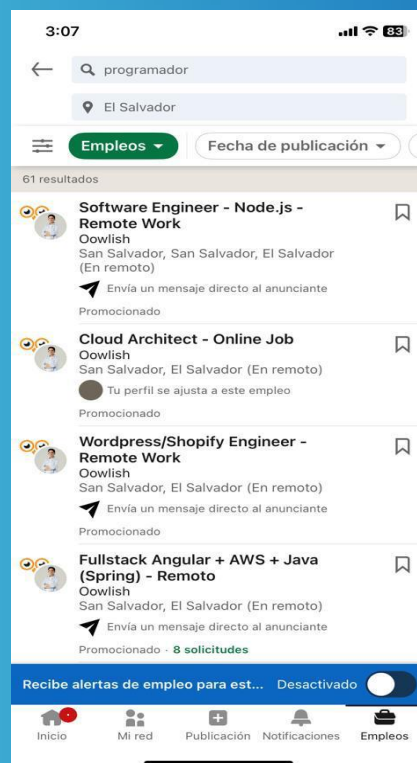 3:07
83
programador
El Salvador
Empleos
Fecha de publicación
61 resultados
Software Engineer - Node.js -
Remote Work
Oowlish
San Salvador, San Salvador, El Salvador
(En remoto)
Envía un mensaje directo al anunciante
Promocionado
Cloud Architect - Online Job
Oowlish
San Salvador, El Salvador (En remoto)
Tu perfil se ajusta a este empleo
Promocionado
Wordpress/Shopify Engineer -
Remote Work
Oowlish
San Salvador, El Salvador (En remoto)
Envía un mensaje directo al anunciante
Promocionado
Fullstack Angular + AWS + Java
(Spring) - Remoto
Oowlish
San Salvador, El Salvador (En remoto)
Envía un mensaje directo al anunciante
Promocionado · 8 solicitudes
Recibe alertas de empleo para est... Desactivado
Inicio Mi red Publicación Notificaciones Empleos